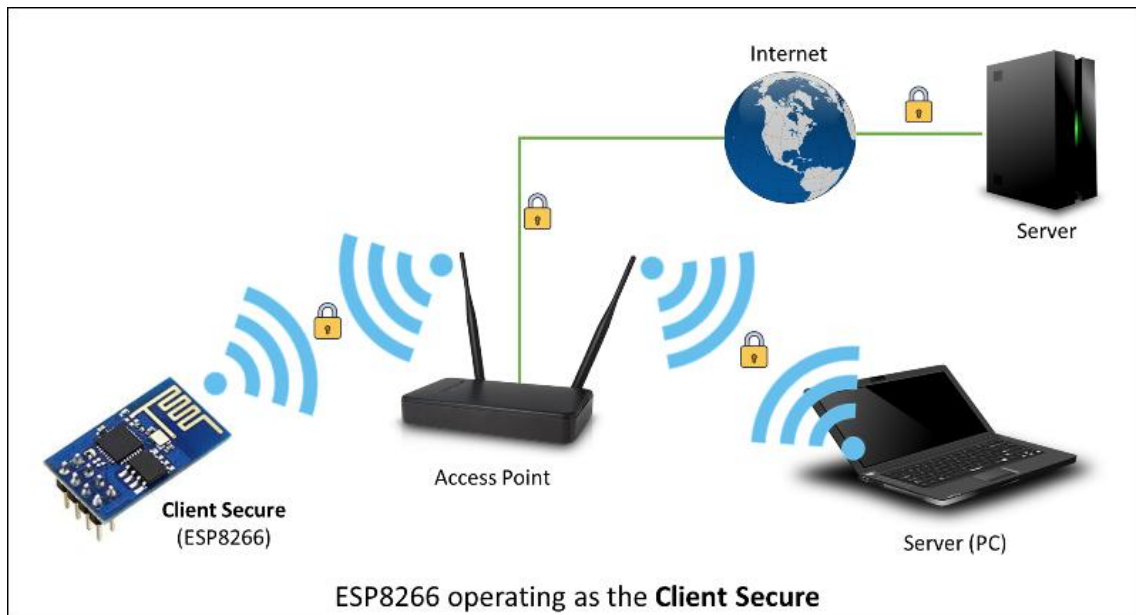 Internet
Server
Access Point
Client Secure
(ESP8266)
Server (PC)
ESP8266 operating as the Client Secure